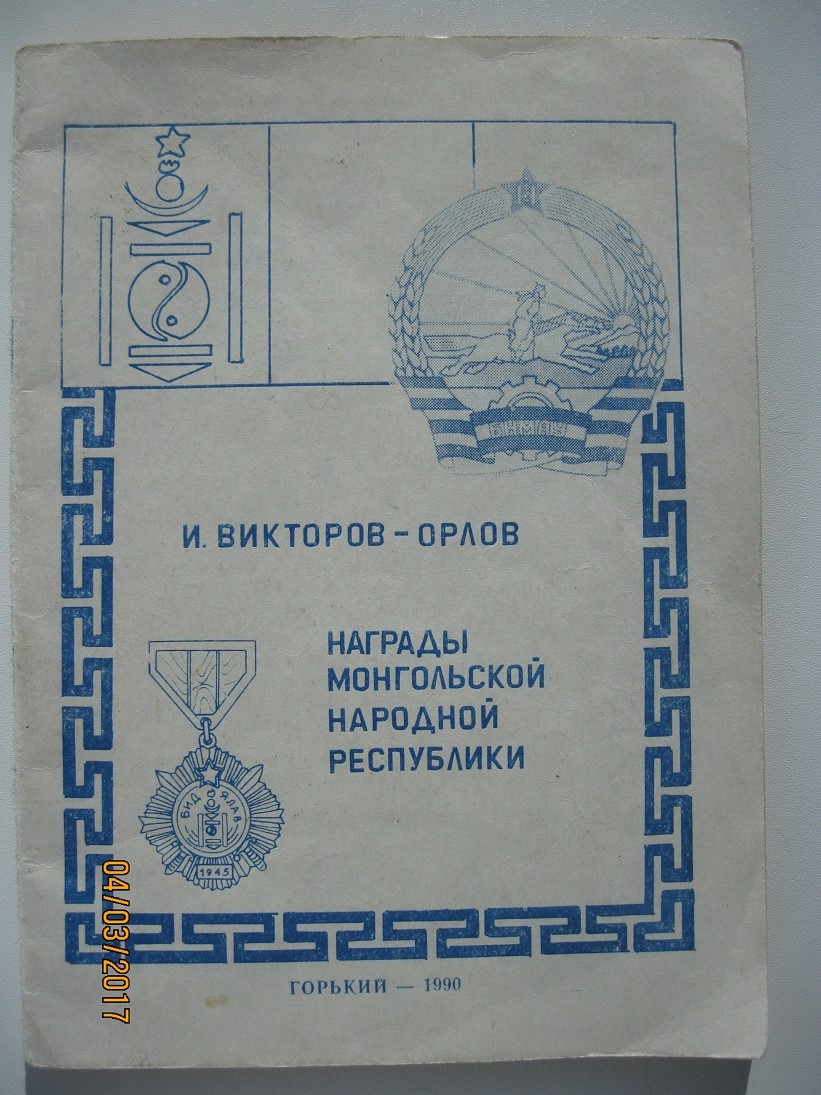 БНМАУ
И. ВИКТОРОВ – ОРЛОВ
НАГРАДЫ
МОНГОЛЬСКОЙ
НАРОДНОЙ
РЕСПУБЛИКИ
БИД ЯЛАВ
1945
ГОРЬКИЙ — 1990
04/03/2017